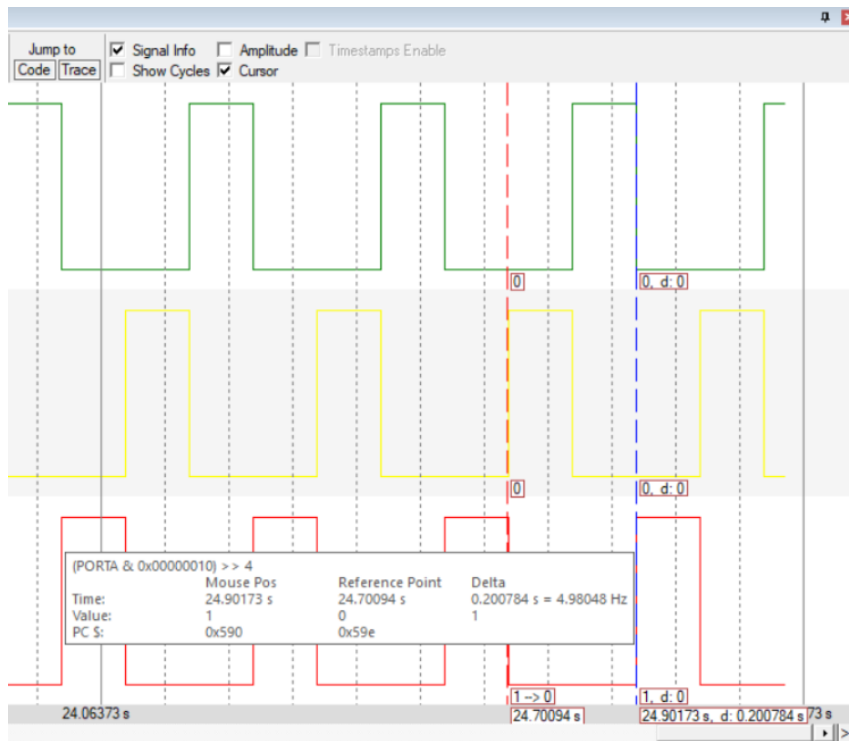 Jump to
Signal Info Amplitude Timestamps Enable
Code Trace Show Cycles Cursor
0 0, d: 0
0 0, d: 0
(PORTA & 0x00000010) >> 4
Mouse Pos Reference Point Delta
Time: 24.90173 s 24.70094 s 0.200784 s = 4.98048 Hz
Value: 1 0 1
PC $: 0x590 0x59e
1 --> 0 1, d: 0
24.06373 s 24.70094 s 24.90173 s, d: 0.200784 s 73 s